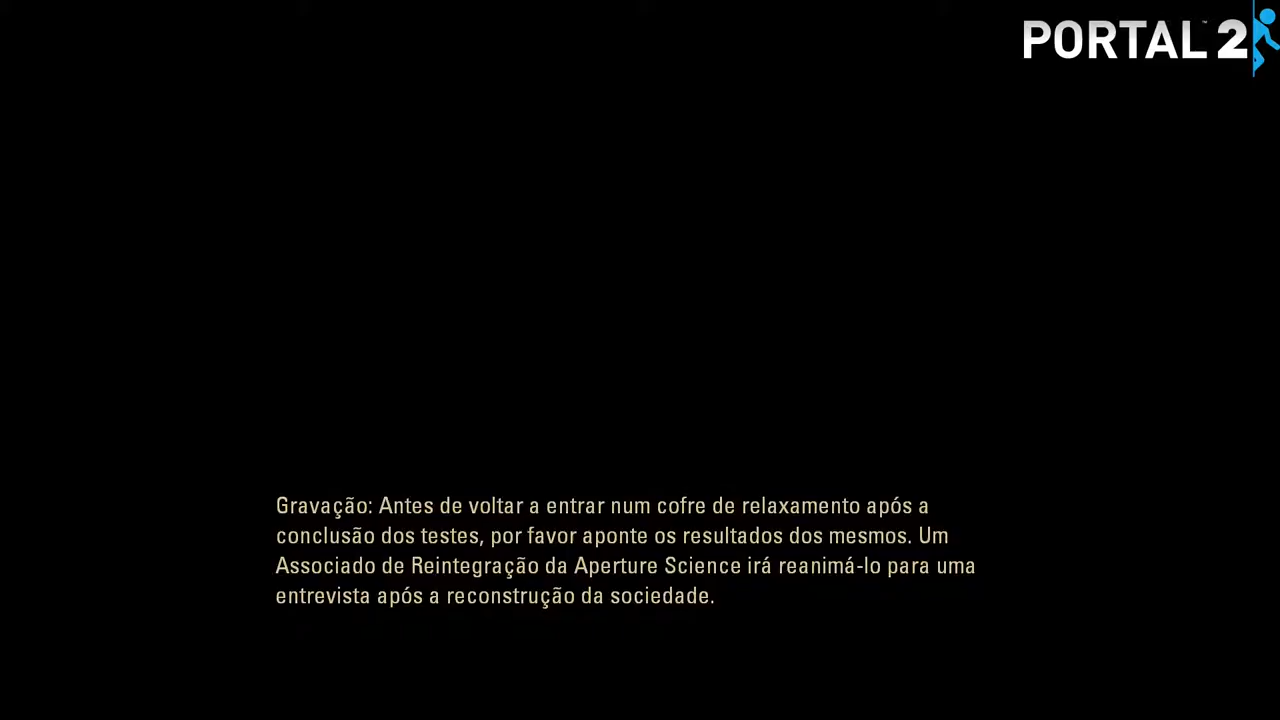 PORTAL 2
Gravação: Antes de voltar a entrar num cofre de relaxamento após a
conclusão dos testes, por favor aponte os resultados dos mesmos. Um
Associado de Reintegração da Aperture Science irá reanimá-lo para uma
entrevista após a reconstrução da sociedade.